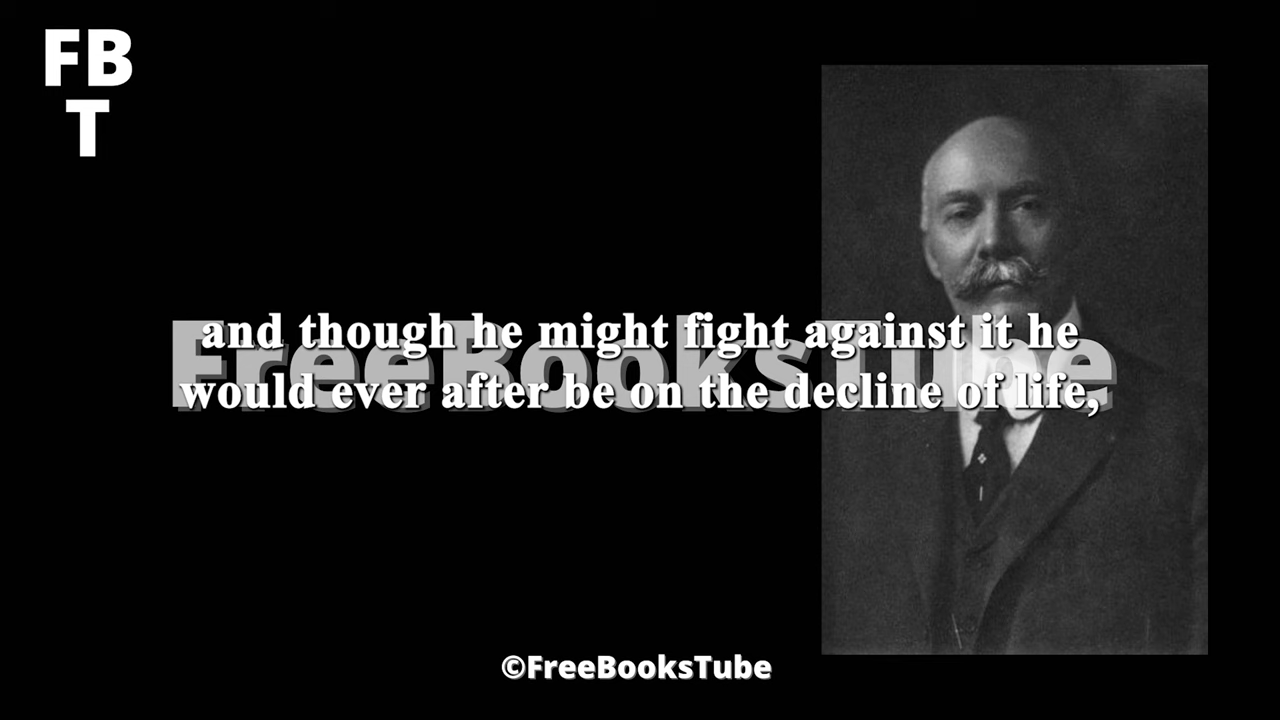 FB
T
and though he might fight against it he
FreeBooksTube
would ever after be on the decline of life,
©FreeBooksTube